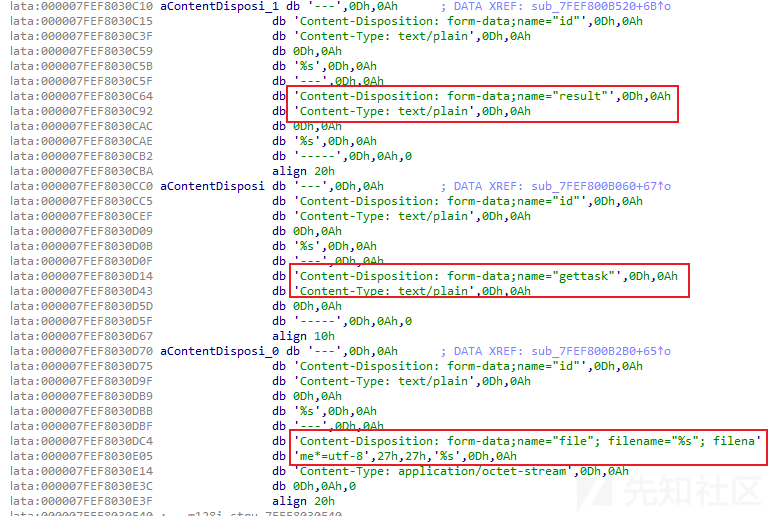 lata:000007FEF8030C10 aContentDisposi_1 db '---',0Dh,0Ah ; DATA XREF: sub_7FEF800B520+6B↑o
lata:000007FEF8030C15 db 'Content-Disposition: form-data;name="id"',0Dh,0Ah
lata:000007FEF8030C3F db 'Content-Type: text/plain',0Dh,0Ah
lata:000007FEF8030C59 db 0Dh,0Ah
lata:000007FEF8030C5B db '%s',0Dh,0Ah
lata:000007FEF8030C5F db '---',0Dh,0Ah
lata:000007FEF8030C64 db 'Content-Disposition: form-data;name="result"',0Dh,0Ah
lata:000007FEF8030C92 db 'Content-Type: text/plain',0Dh,0Ah
lata:000007FEF8030CAC db 0Dh,0Ah
lata:000007FEF8030CAE db '%s',0Dh,0Ah
lata:000007FEF8030CB2 db '-----',0Dh,0Ah,0
lata:000007FEF8030CBA align 20h
lata:000007FEF8030CC0 aContentDisposi db '---',0Dh,0Ah ; DATA XREF: sub_7FEF800B060+67↑o
lata:000007FEF8030CC5 db 'Content-Disposition: form-data;name="id"',0Dh,0Ah
lata:000007FEF8030CEF db 'Content-Type: text/plain',0Dh,0Ah
lata:000007FEF8030D09 db 0Dh,0Ah
lata:000007FEF8030D0B db '%s',0Dh,0Ah
lata:000007FEF8030D0F db '---',0Dh,0Ah
lata:000007FEF8030D14 db 'Content-Disposition: form-data;name="gettask"',0Dh,0Ah
lata:000007FEF8030D43 db 'Content-Type: text/plain',0Dh,0Ah
lata:000007FEF8030D5D db 0Dh,0Ah
lata:000007FEF8030D5F db '-----',0Dh,0Ah,0
lata:000007FEF8030D67 align 10h
lata:000007FEF8030D70 aContentDisposi_0 db '---',0Dh,0Ah ; DATA XREF: sub_7FEF800B2B0+65↑o
lata:000007FEF8030D75 db 'Content-Disposition: form-data;name="id"',0Dh,0Ah
lata:000007FEF8030D9F db 'Content-Type: text/plain',0Dh,0Ah
lata:000007FEF8030DB9 db 0Dh,0Ah
lata:000007FEF8030DBB db '%s',0Dh,0Ah
lata:000007FEF8030DBF db '---',0Dh,0Ah
lata:000007FEF8030DC4 db 'Content-Disposition: form-data;name="file"; filename="%s"; filena'
lata:000007FEF8030E05 db 'me*=utf-8',27h,27h,'%s',0Dh,0Ah
lata:000007FEF8030E14 db 'Content-Type: application/octet-stream',0Dh,0Ah
lata:000007FEF8030E3C db 0Dh,0Ah,0
lata:000007FEF8030E3F align 20h
先知社区